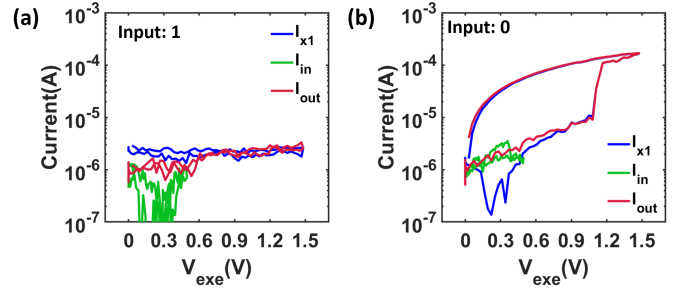 (a)
Input: 1
I_x1
I_in
I_out
Current(A)
10^-3
10^-4
10^-5
10^-6
10^-7
0 0.3 0.6 0.9 1.2 1.5
V_exe(V)
(b)
Input: 0
I_x1
I_in
I_out
Current(A)
10^-3
10^-4
10^-5
10^-6
10^-7
0 0.3 0.6 0.9 1.2 1.5
V_exe(V)